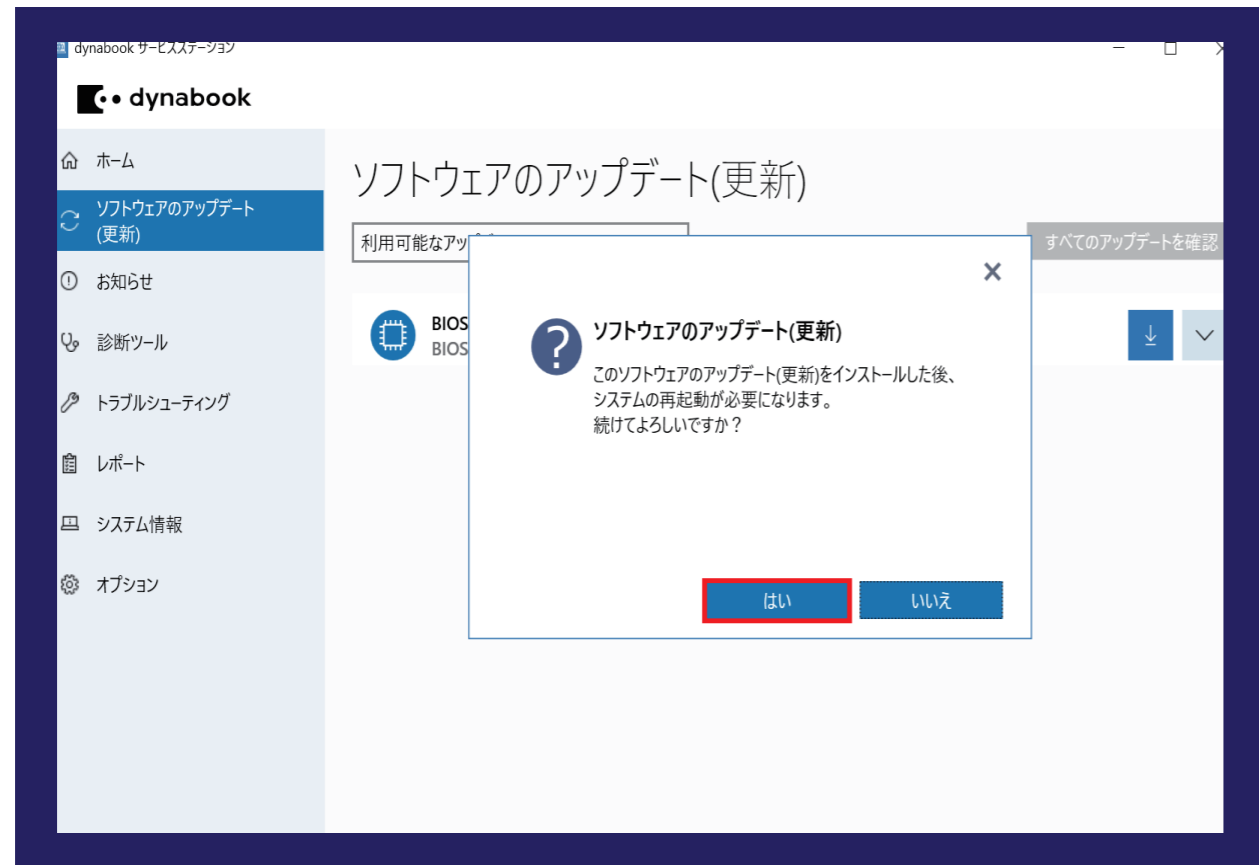 dynabook サービスステーション
dynabook
ホーム
ソフトウェアのアップデート
(更新)
お知らせ
診断ツール
トラブルシューティング
レポート
システム情報
オプション
ソフトウェアのアップデート(更新)
利用可能なアップ
すべてのアップデートを確認
BIOS
BIOS
ソフトウェアのアップデート(更新)
このソフトウェアのアップデート(更新)をインストールした後、
システムの再起動が必要になります。
続けてよろしいですか？
はい
いいえ